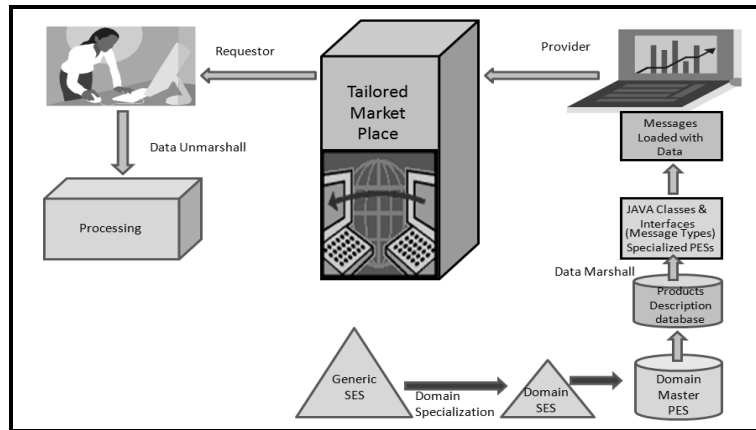 Requestor
Provider
Tailored
Market
Place
Messages
Loaded with
Data
Data Unmarshall
Processing
JAVA Classes &
Interfaces
(Message Types)
Specialized PESs
Data Marshall
Products
Description
database
Generic
SES
Domain
Specialization
Domain
SES
Domain
Master
PES